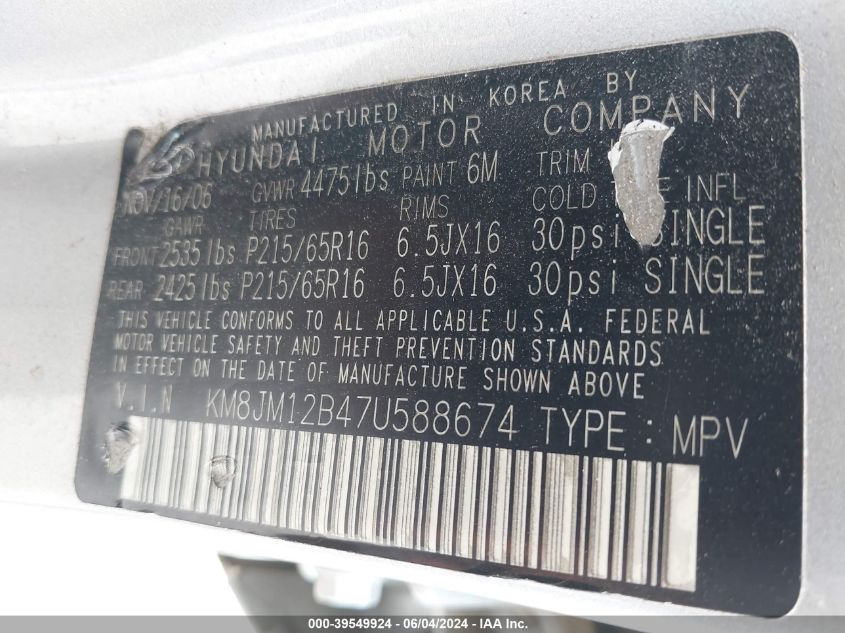 MANUFACTURED IN KOREA BY
HYUNDAI MOTOR COMPANY
NOV/16/06 GVWR 4475lbs PAINT 6M TRIM
GAWR TIRES RIMS COLD INFL
FRONT 2535lbs P215/65R16 6.5JX16 30psi SINGLE
REAR 2425lbs P215/65R16 6.5JX16 30psi SINGLE
THIS VEHICLE CONFORMS TO ALL APPLICABLE U.S.A. FEDERAL
MOTOR VEHICLE SAFETY AND THEFT PREVENTION STANDARDS
IN EFFECT ON THE DATE OF MANUFACTURE SHOWN ABOVE
V.I.N KM8JM12B47U588674 TYPE : MPV
000-39549924 - 06/04/2024 - IAA Inc.